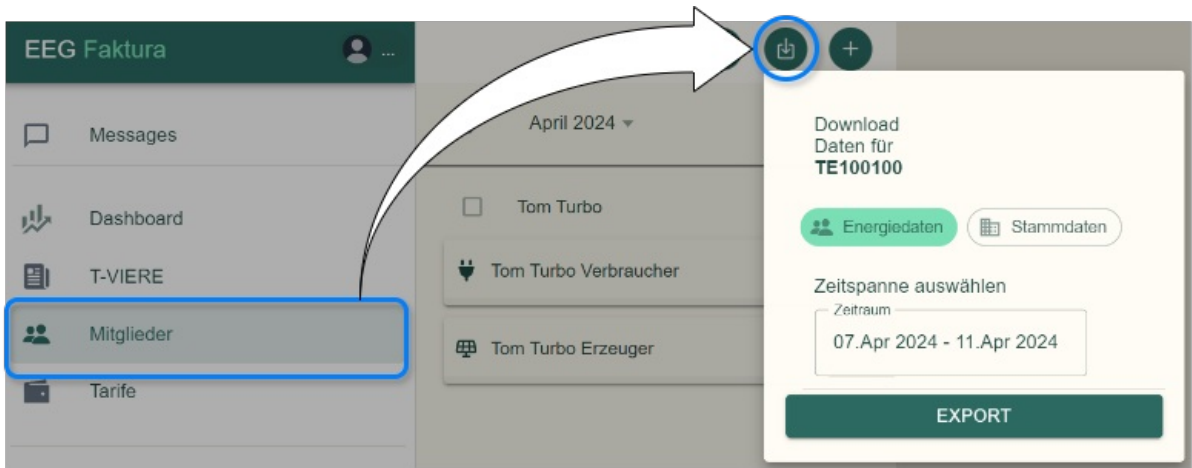 EEG Faktura
...
Messages
Dashboard
T-VIERE
Mitglieder
Tarife
April 2024
Tom Turbo
Tom Turbo Verbraucher
Tom Turbo Erzeuger
Download
Daten für
TE100100
Energiedaten
Stammdaten
Zeitspanne auswählen
Zeitraum
07.Apr 2024 - 11.Apr 2024
EXPORT